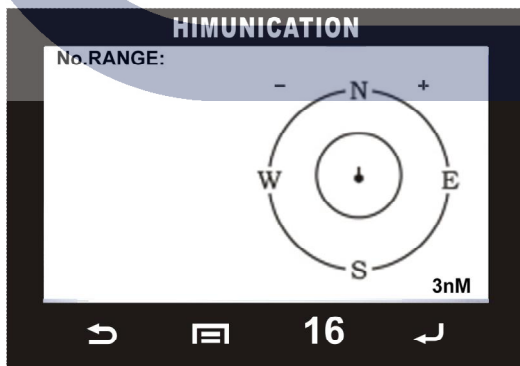 HIMUNICATION
No.RANGE:
- N +
W E
S
3nM
16